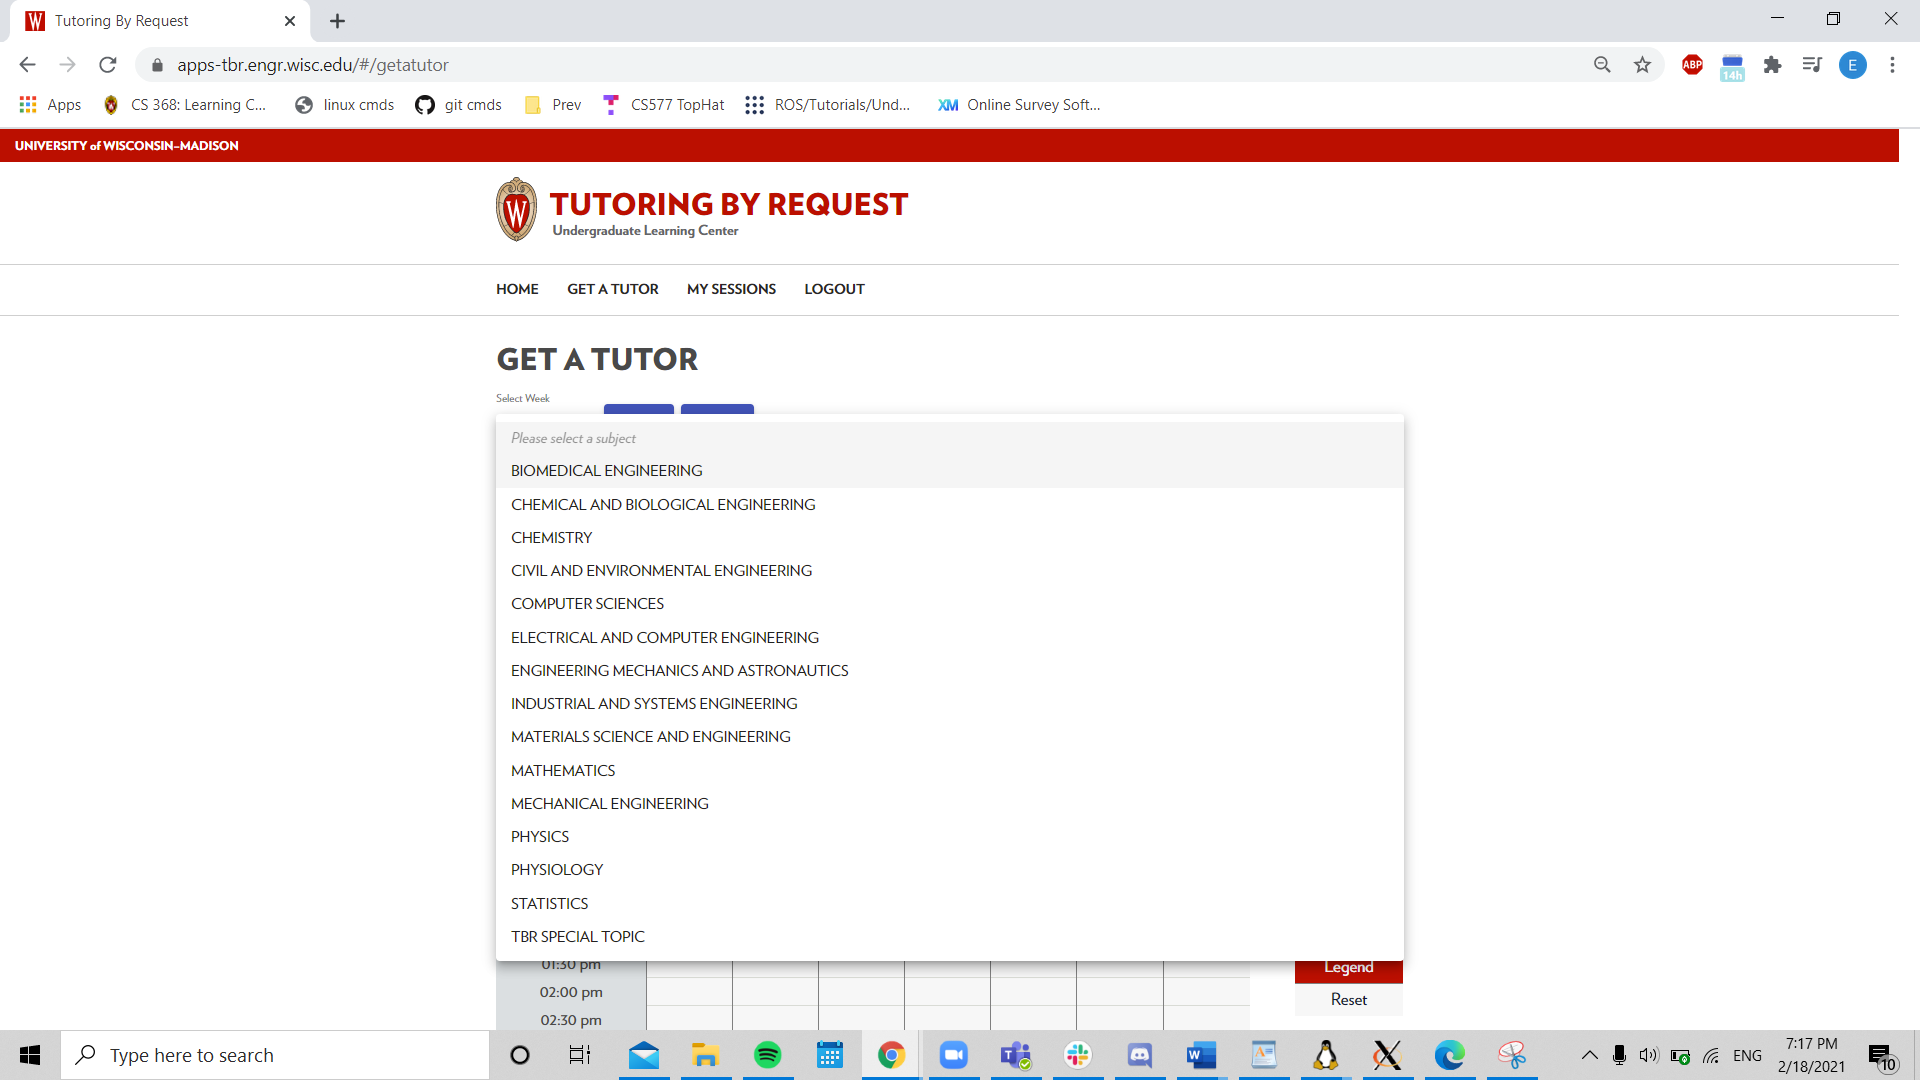 Tutoring By Request
apps-tbr.engr.wisc.edu/#/getatutor
ABP
14h
E
Apps
CS 368: Learning C...
linux cmds
git cmds
Prev
CS577 TopHat
ROS/Tutorials/Und...
XM Online Survey Soft...
UNIVERSITY of WISCONSIN–MADISON
W
TUTORING BY REQUEST
Undergraduate Learning Center
HOME
GET A TUTOR
MY SESSIONS
LOGOUT
GET A TUTOR
Select Week
Please select a subject
BIOMEDICAL ENGINEERING
CHEMICAL AND BIOLOGICAL ENGINEERING
CHEMISTRY
CIVIL AND ENVIRONMENTAL ENGINEERING
COMPUTER SCIENCES
ELECTRICAL AND COMPUTER ENGINEERING
ENGINEERING MECHANICS AND ASTRONAUTICS
INDUSTRIAL AND SYSTEMS ENGINEERING
MATERIALS SCIENCE AND ENGINEERING
MATHEMATICS
MECHANICAL ENGINEERING
PHYSICS
PHYSIOLOGY
STATISTICS
TBR SPECIAL TOPIC
01:30 pm
Legend
02:00 pm
Reset
02:30 pm
Type here to search
ENG
7:17 PM
2/18/2021
10